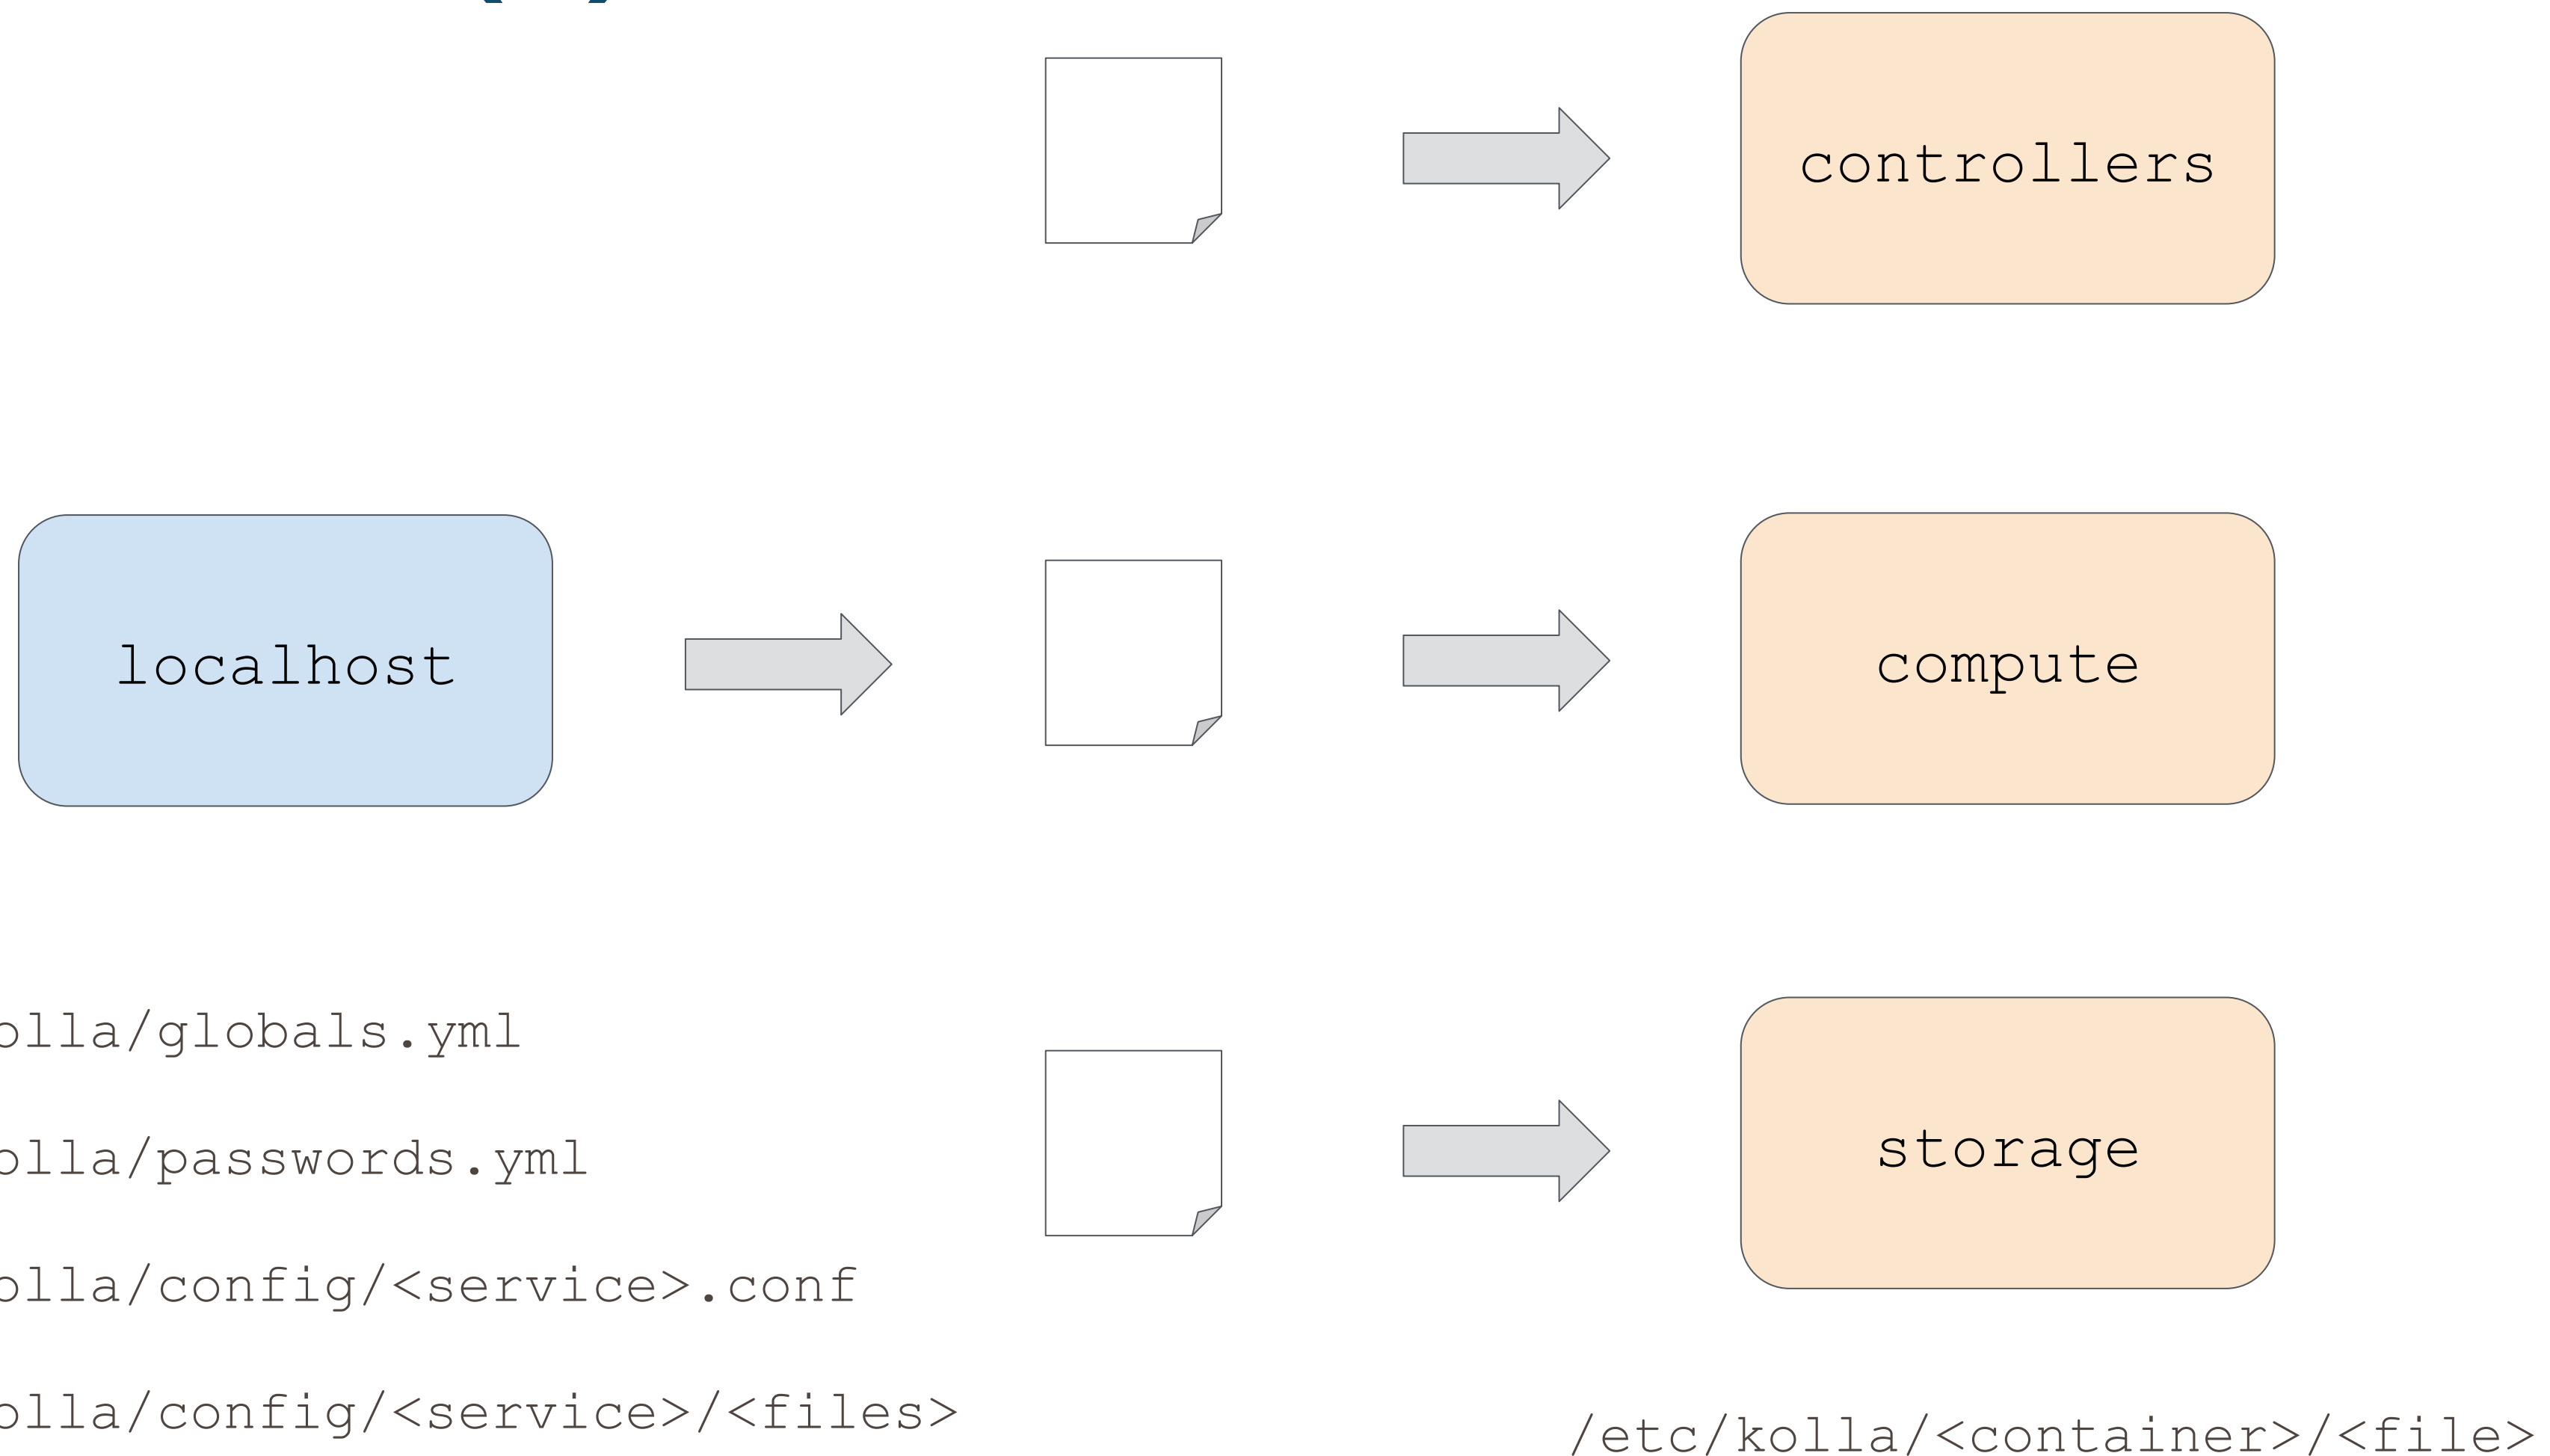 controllers
localhost
compute
storage
olla/globals.yml
olla/passwords.yml
olla/config/<service>.conf
olla/config/<service>/<files>
/etc/kolla/<container>/<file>